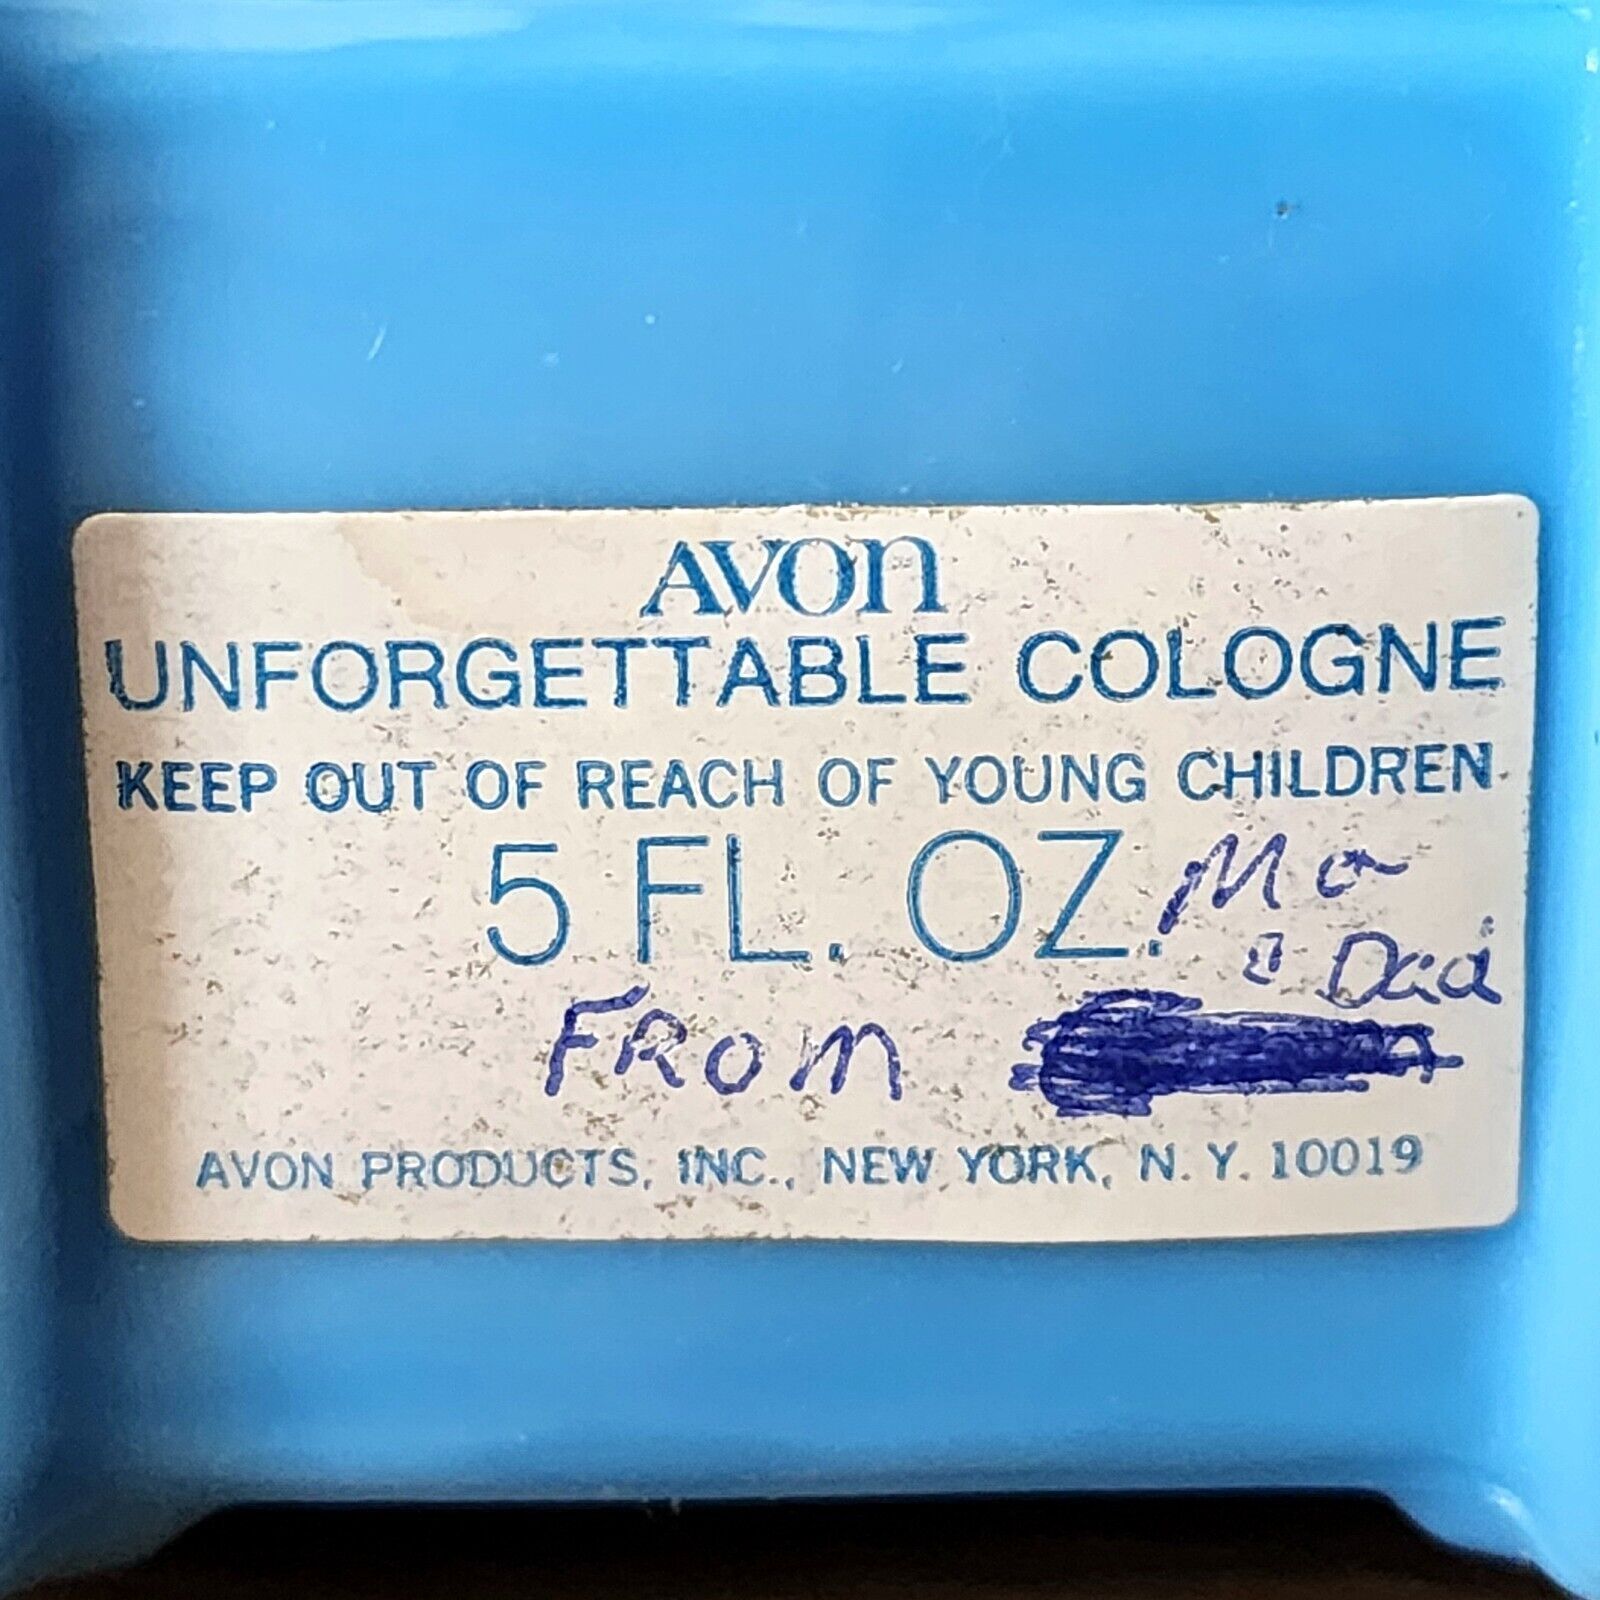 AVON
UNFORGETTABLE COLOGNE
KEEP OUT OF REACH OF YOUNG CHILDREN
5 FL. OZ.
Ma
Dad
FROM
AVON PRODUCTS, INC., NEW YORK, N. Y. 10019